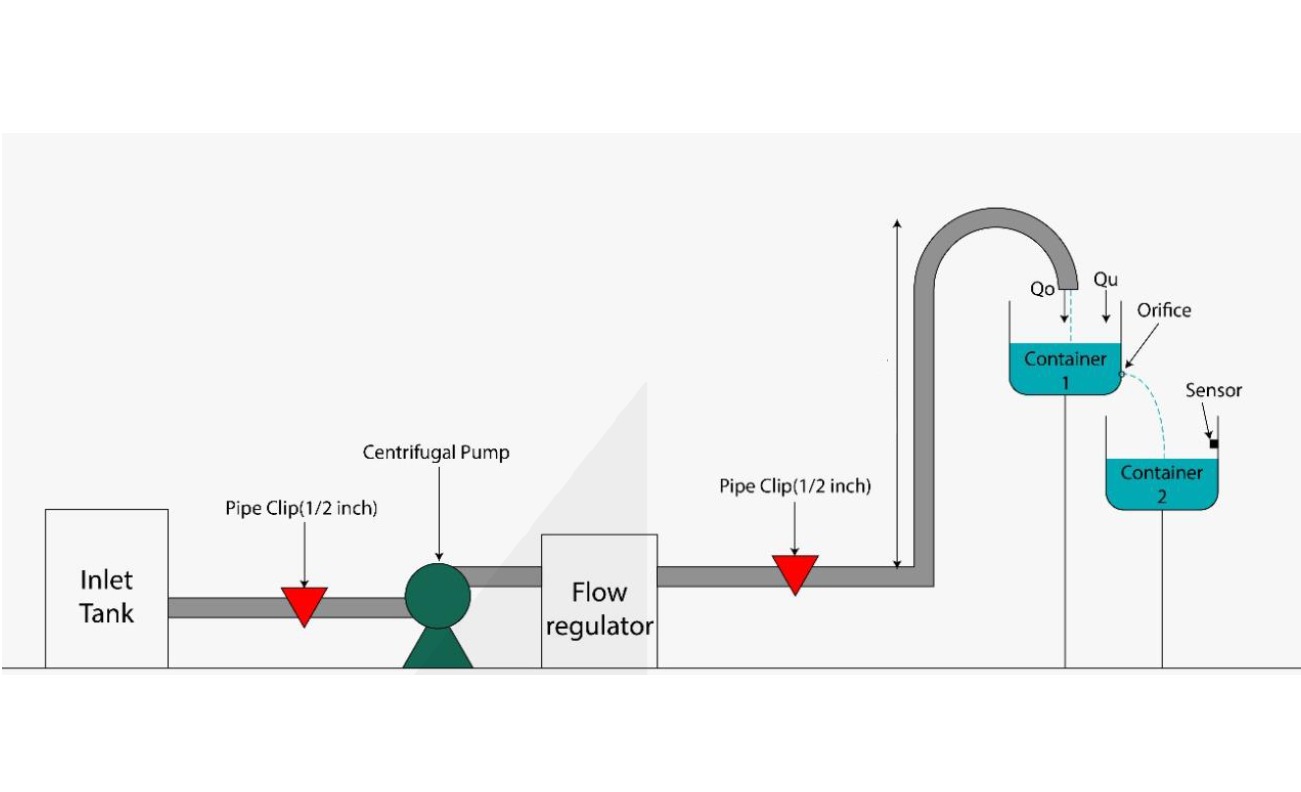 Qo
Qu
Orifice
Container
1
Sensor
Centrifugal Pump
Container
2
Pipe Clip(1/2 inch)
Pipe Clip(1/2 inch)
Inlet
Tank
Flow
regulator